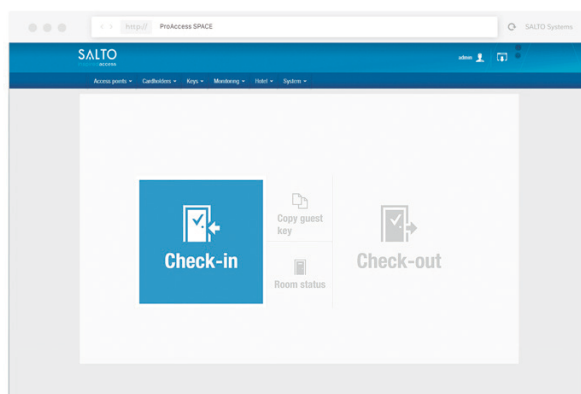 http:// ProAccess SPACE SALTO Systems
SALTO
access
admin
Access points Cardholders Keys Monitoring Hotel System
Check-in
Copy guest
key
Room status
Check-out